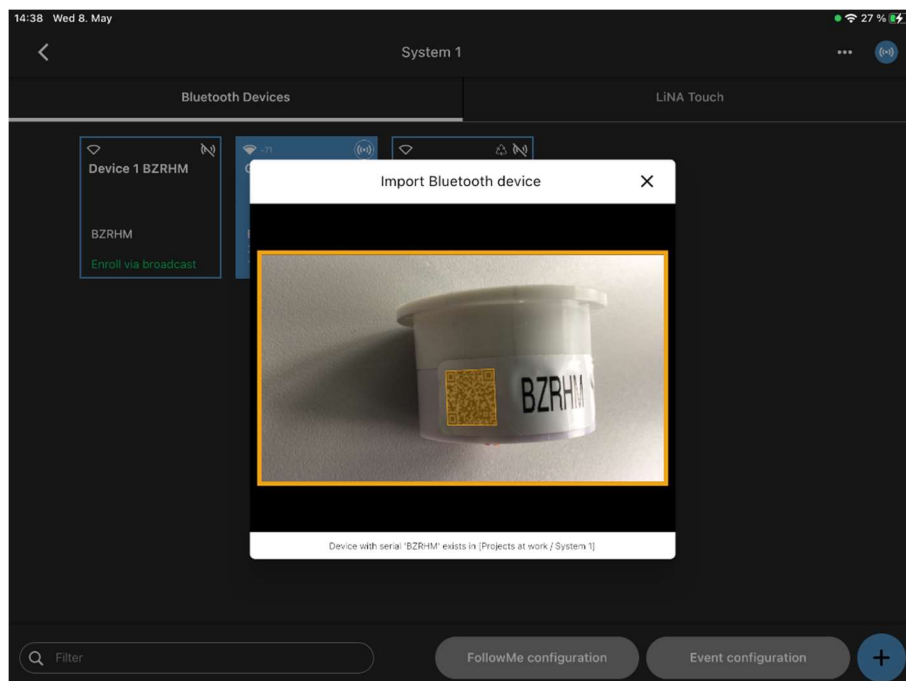 14:38 Wed 8. May
27 %
System 1
Bluetooth Devices
LiNA Touch
-71
Device 1 BZRHM
BZRHM
Enroll via broadcast
Import Bluetooth device
BZRHM
Device with serial 'BZRHM' exists in [Projects at work / System 1]
Filter
FollowMe configuration
Event configuration